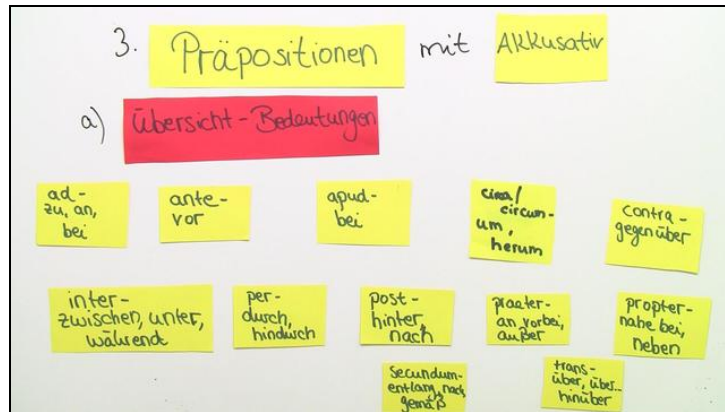 3. Präpositionen mit Akkusativ
a) Übersicht-Bedeutungen
ad-
zu, an,
bei
ante-
vor
apud-
bei
circa/
circum-
um,
herum
contra-
gegenüber
inter-
zwischen, unter,
während
per-
durch,
hindurch
post-
hinter,
nach
praeter-
an vorbei,
außer
propter-
nahe bei,
neben
secundum-
entlang, nach,
gemäß
trans-
über, über...
hinüber